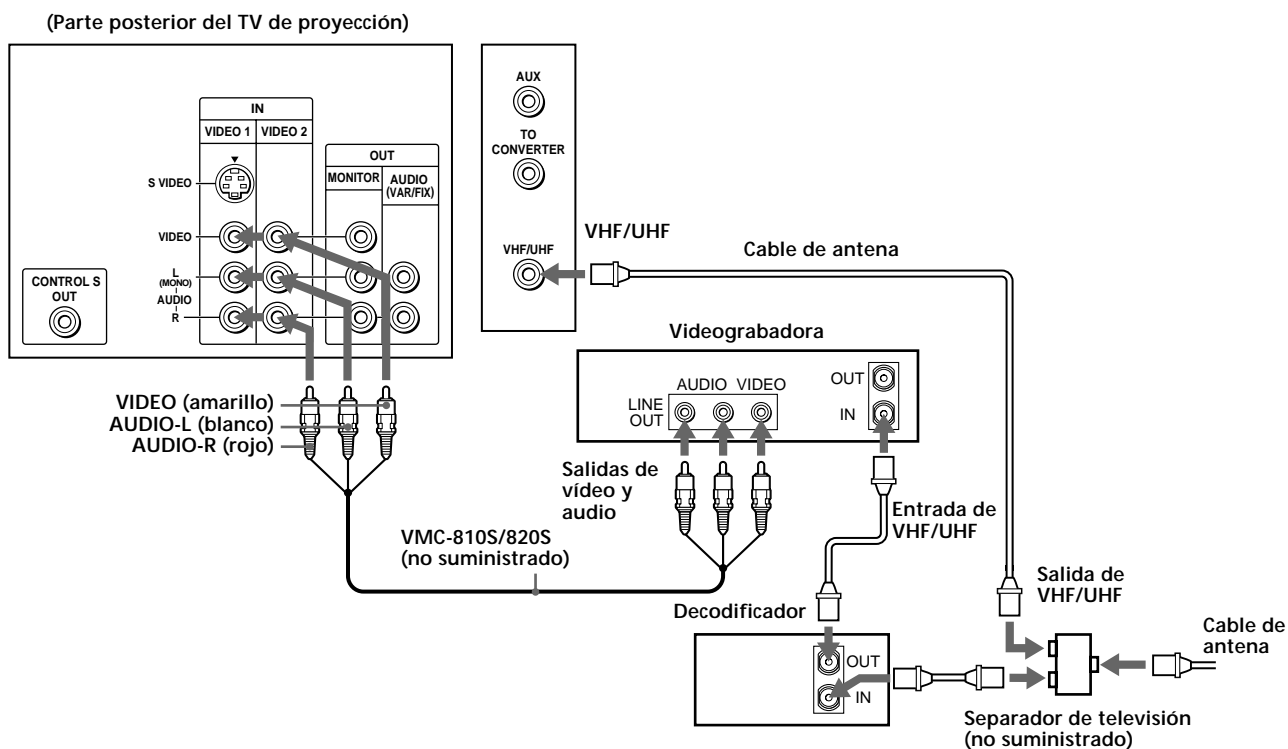 (Parte posterior del TV de proyección)
IN
VIDEO 1
VIDEO 2
OUT
MONITOR
AUDIO
(VAR/FIX)
S VIDEO
VIDEO
L
(MONO)
AUDIO
R
CONTROL S
OUT
AUX
TO
CONVERTER
VHF/UHF
VHF/UHF
Cable de antena
Videograbadora
AUDIO VIDEO
LINE
OUT
OUT
IN
VIDEO (amarillo)
AUDIO-L (blanco)
AUDIO-R (rojo)
Salidas de
vídeo y
audio
Entrada de
VHF/UHF
VMC-810S/820S
(no suministrado)
Decodificador
OUT
IN
Salida de
VHF/UHF
Cable de
antena
Separador de televisión
(no suministrado)